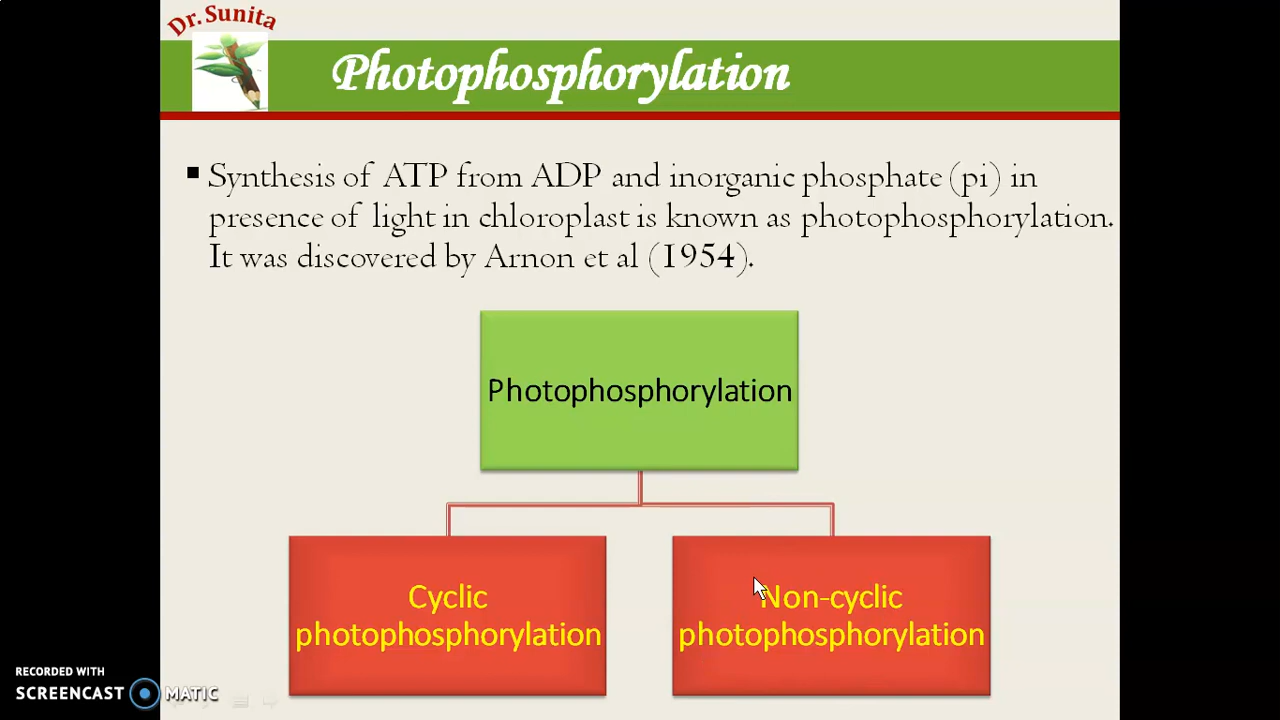 Dr. Sunita
Photophosphorylation
▪ Synthesis of ATP from ADP and inorganic phosphate (pi) in
presence of light in chloroplast is known as photophosphorylation.
It was discovered by Arnon et al (1954).
Photophosphorylation
Cyclic
photophosphorylation
Non-cyclic
photophosphorylation
RECORDED WITH
SCREENCAST MATIC